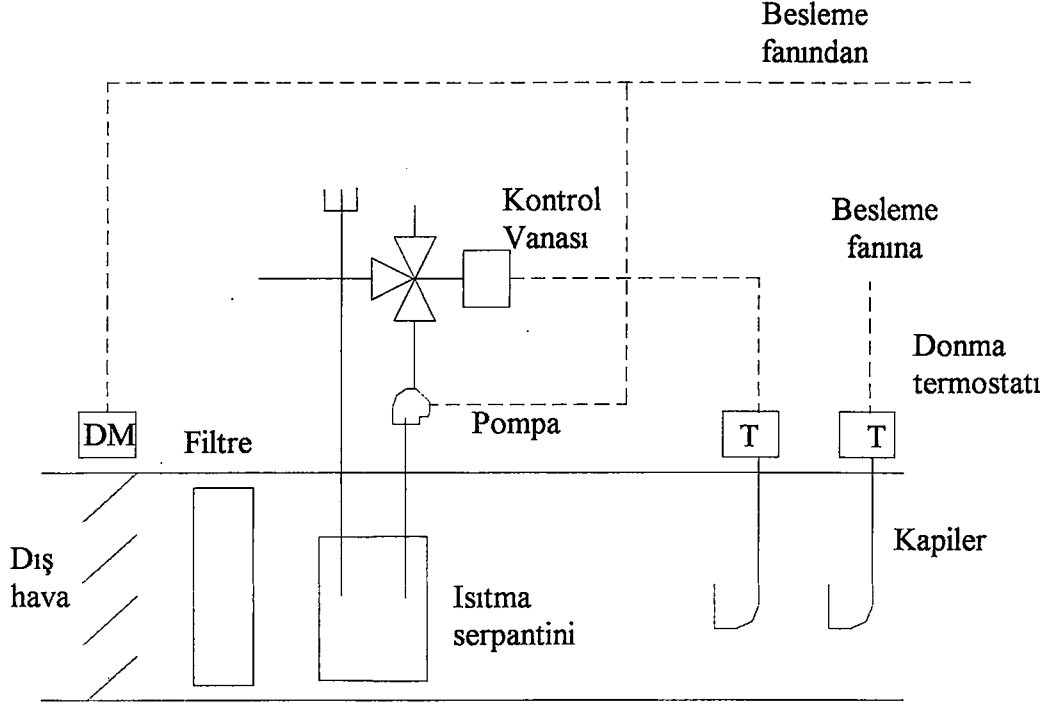 Besleme
fanından
Kontrol
Vanası
Besleme
fanına
Donma
termostatı
DM
Filtre
Pompa
T
T
Dış
hava
Isıtma
serpantini
Kapiler